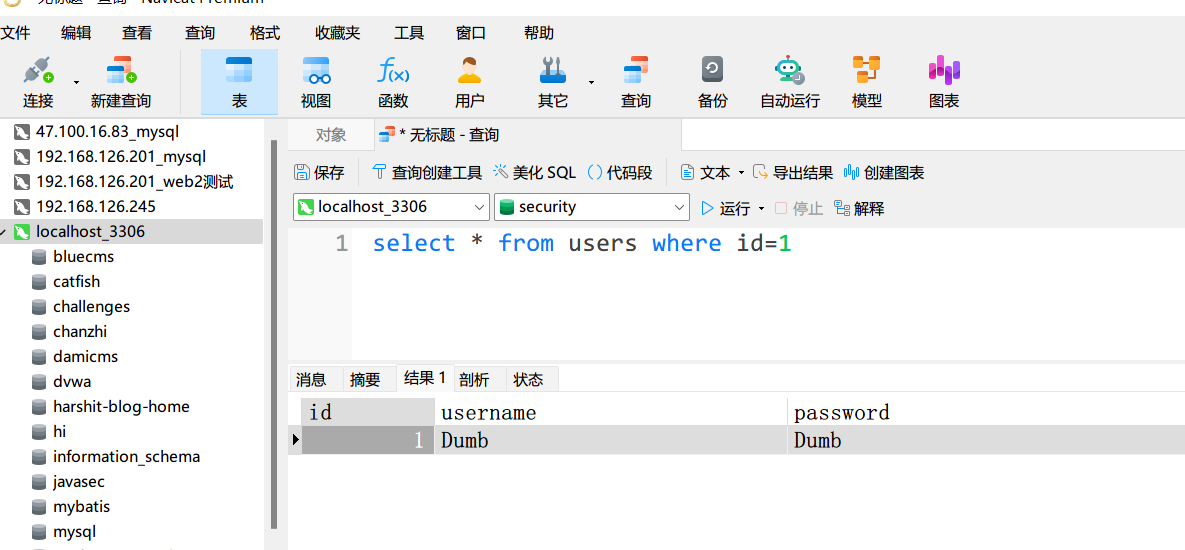 文件 编辑 查看 查询 格式 收藏夹 工具 窗口 帮助
连接 新建查询 表 视图 函数 用户 其它 查询 备份 自动运行 模型 图表
47.100.16.83_mysql
192.168.126.201_mysql
192.168.126.201_web2测试
192.168.126.245
localhost_3306
bluecms
catfish
challenges
chanzhi
damicms
dvwa
harshit-blog-home
hi
information_schema
javasec
mybatis
mysql
对象 * 无标题 - 查询
保存 查询创建工具 美化 SQL () 代码段 文本 导出结果 创建图表
localhost_3306 security 运行 停止 解释
1 select * from users where id=1
消息 摘要 结果 1 剖析 状态
id username password
1 Dumb Dumb